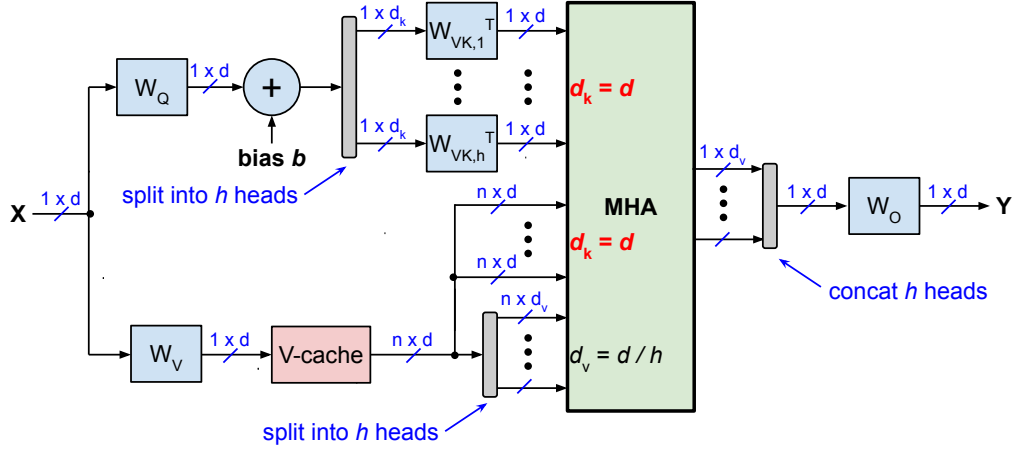 1 x d_k
W_VK,1^T
1 x d
W_Q
1 x d
+
bias b
d_k = d
1 x d_k
W_VK,h^T
1 x d
split into h heads
X
1 x d
n x d
MHA
d_k = d
n x d
1 x d_v
1 x d
W_O
1 x d
Y
concat h heads
W_V
1 x d
V-cache
n x d
n x d_v
d_v = d / h
split into h heads